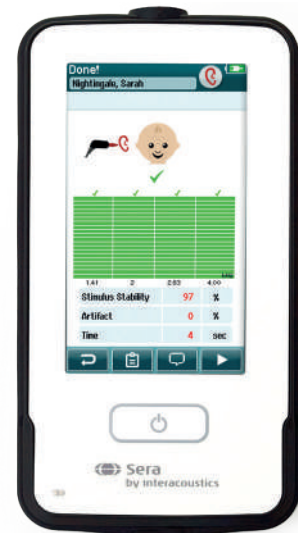 Done!
Nightingale, Sarah
1.41 2 2.83 4.00
Stimulus Stability 97 %
Artifact 0 %
Time 4 sec
Sera
by Interacoustics